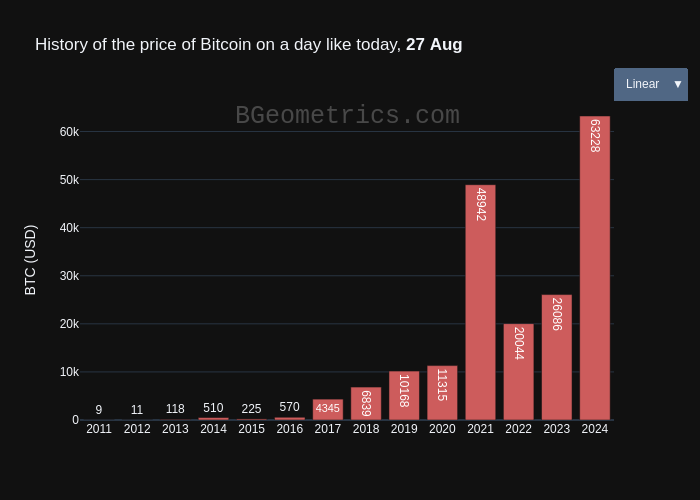 History of the price of Bitcoin on a day like today, 27 Aug
Linear ▼
BGeometrics.com
BTC (USD)
60k
50k
40k
30k
20k
10k
0
9 11 118 510 225 570 4345 6839 10168 11315 48942 20044 26086 63228
2011 2012 2013 2014 2015 2016 2017 2018 2019 2020 2021 2022 2023 2024